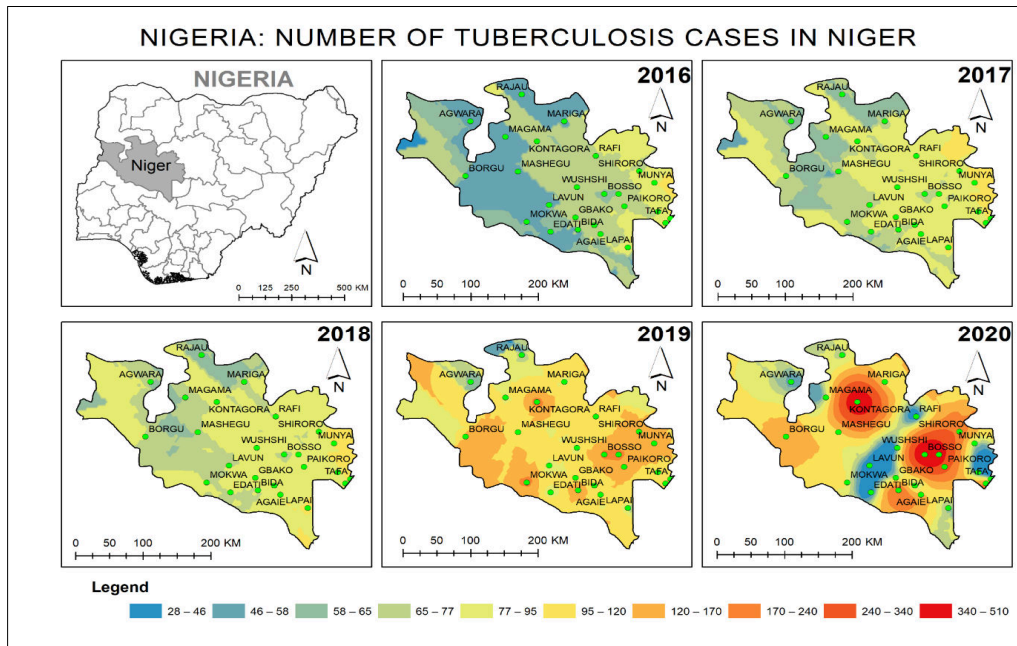 NIGERIA: NUMBER OF TUBERCULOSIS CASES IN NIGER
NIGERIA
Niger
N
0 125 250 500 KM
2016
N
RAJAU
AGWARA
MARIGA
MAGAMA
KONTAGORA
RAFI
BORGU
MASHEGU
SHIRORO
MUNYA
WUSHSHI
BOSSO
LAVUN
PAIKORO
GBAKO
TAFA
MOKWA
EDATI
BIDA
AGAIE
LAPAI
0 50 100 200 KM
2017
N
RAJAU
AGWARA
MARIGA
MAGAMA
KONTAGORA
RAFI
BORGU
MASHEGU
SHIRORO
MUNYA
WUSHSHI
BOSSO
LAVUN
PAIKORO
GBAKO
TAFA
MOKWA
EDATI
BIDA
AGAIE
LAPAI
0 50 100 200 KM
2018
N
RAJAU
AGWARA
MARIGA
MAGAMA
KONTAGORA
RAFI
BORGU
MASHEGU
SHIRORO
MUNYA
WUSHSHI
BOSSO
LAVUN
PAIKORO
GBAKO
TAFA
MOKWA
EDATI
BIDA
AGAIE
LAPAI
0 50 100 200 KM
2019
N
RAJAU
AGWARA
MARIGA
MAGAMA
KONTAGORA
RAFI
BORGU
MASHEGU
SHIRORO
MUNYA
WUSHSHI
BOSSO
LAVUN
PAIKORO
GBAKO
TAFA
MOKWA
EDATI
BIDA
AGAIE
LAPAI
0 50 100 200 KM
2020
N
RAJAU
AGWARA
MARIGA
MAGAMA
KONTAGORA
RAFI
BORGU
MASHEGU
SHIRORO
MUNYA
WUSHSHI
BOSSO
LAVUN
PAIKORO
GBAKO
TAFA
MOKWA
EDATI
BIDA
AGAIE
LAPAI
0 50 100 200 KM
Legend
28 – 46 46 – 58 58 – 65 65 – 77 77 – 95 95 – 120 120 – 170 170 – 240 240 – 340 340 – 510